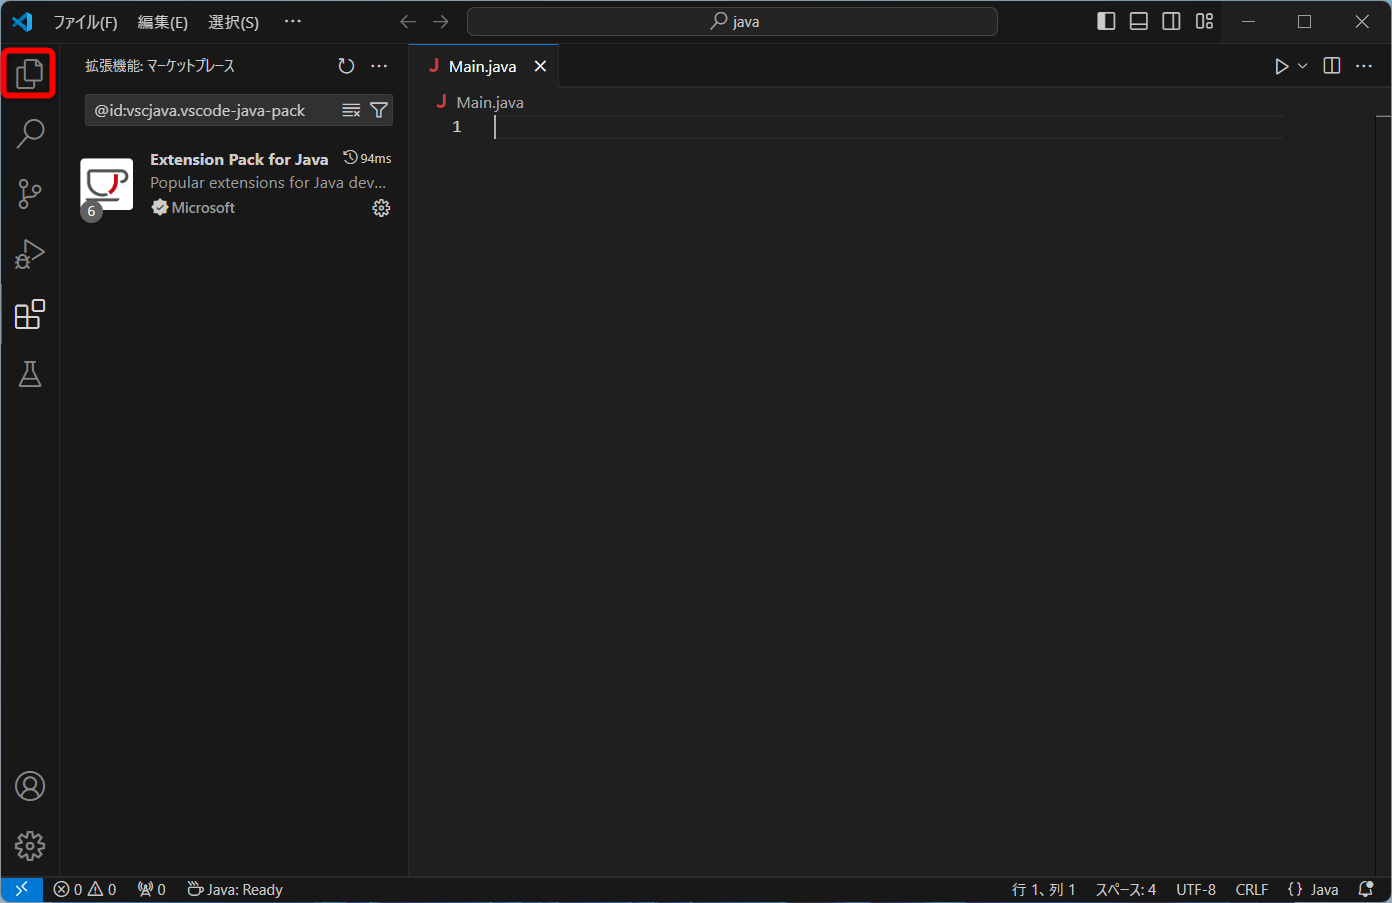 ファイル(F) 編集(E) 選択(S) ··· java
拡張機能: マーケットプレース ···
J Main.java
···
@id:vscjava.vscode-java-pack
J Main.java
1
Extension Pack for Java 94ms
Popular extensions for Java dev...
Microsoft
6
0 0 0 Java: Ready 行 1、列 1 スペース: 4 UTF-8 CRLF {} Java